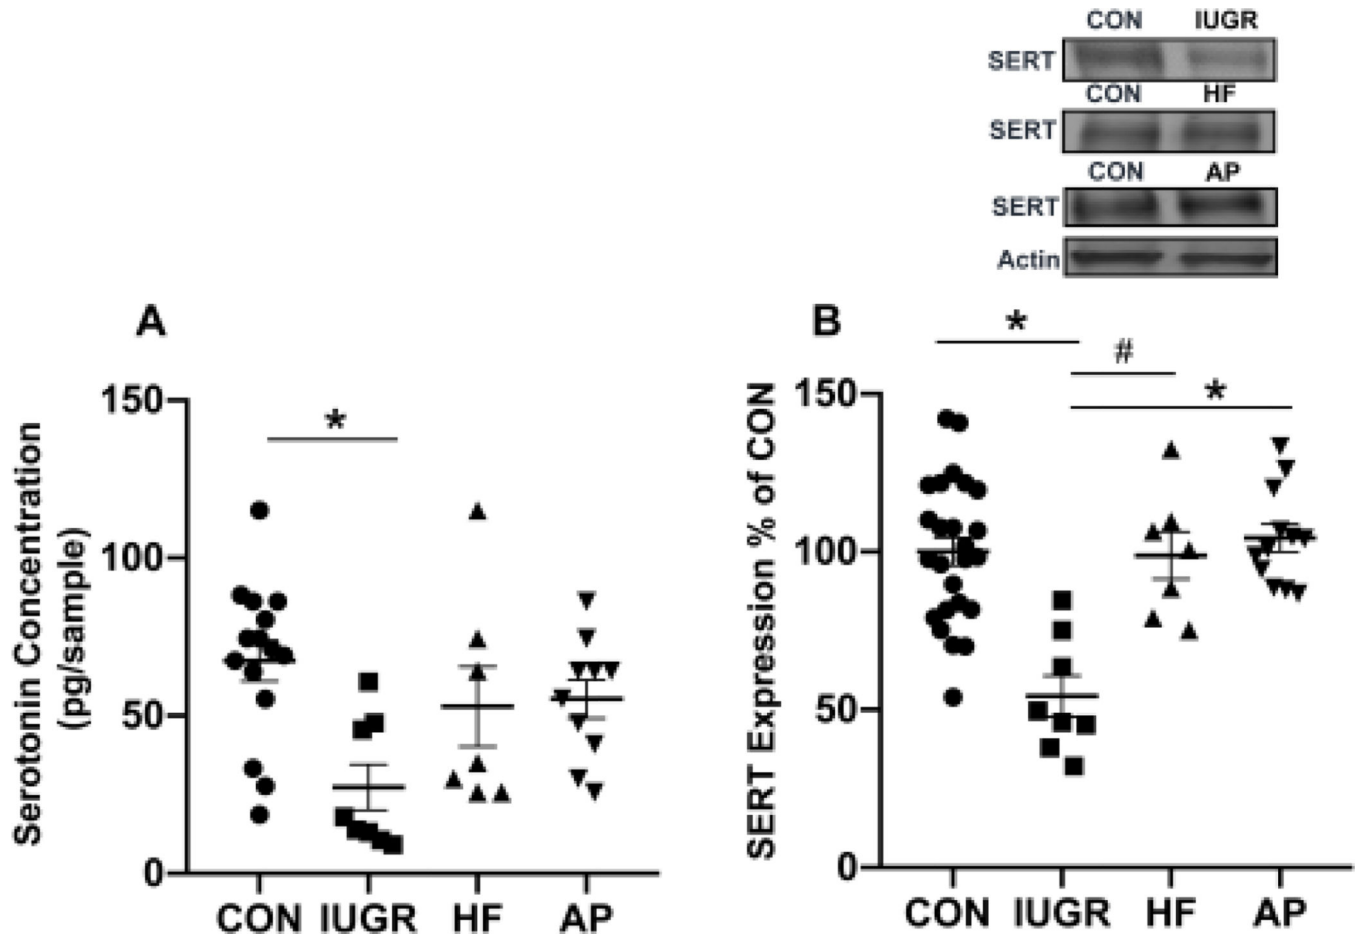 CON IUGR
SERT
CON HF
SERT
CON AP
SERT
Actin
A
*
150
100
50
0
Serotonin Concentration
(pg/sample)
CON IUGR HF AP
B
*
#
*
150
100
50
0
SERT Expression % of CON
CON IUGR HF AP